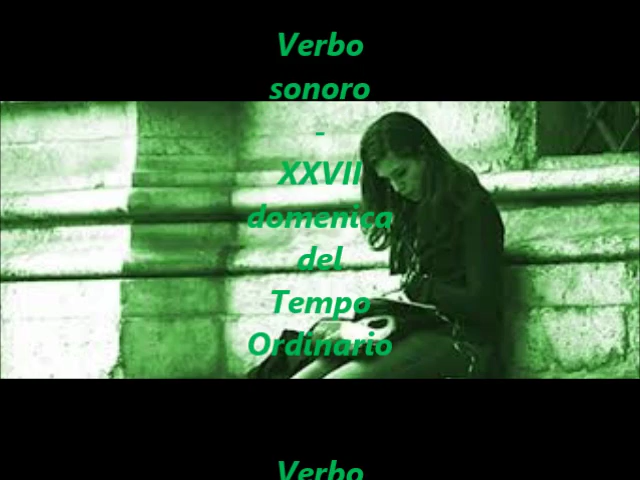 Verbo
sonoro
-
XXVII
domenica
del
Tempo
Ordinario
Verbo